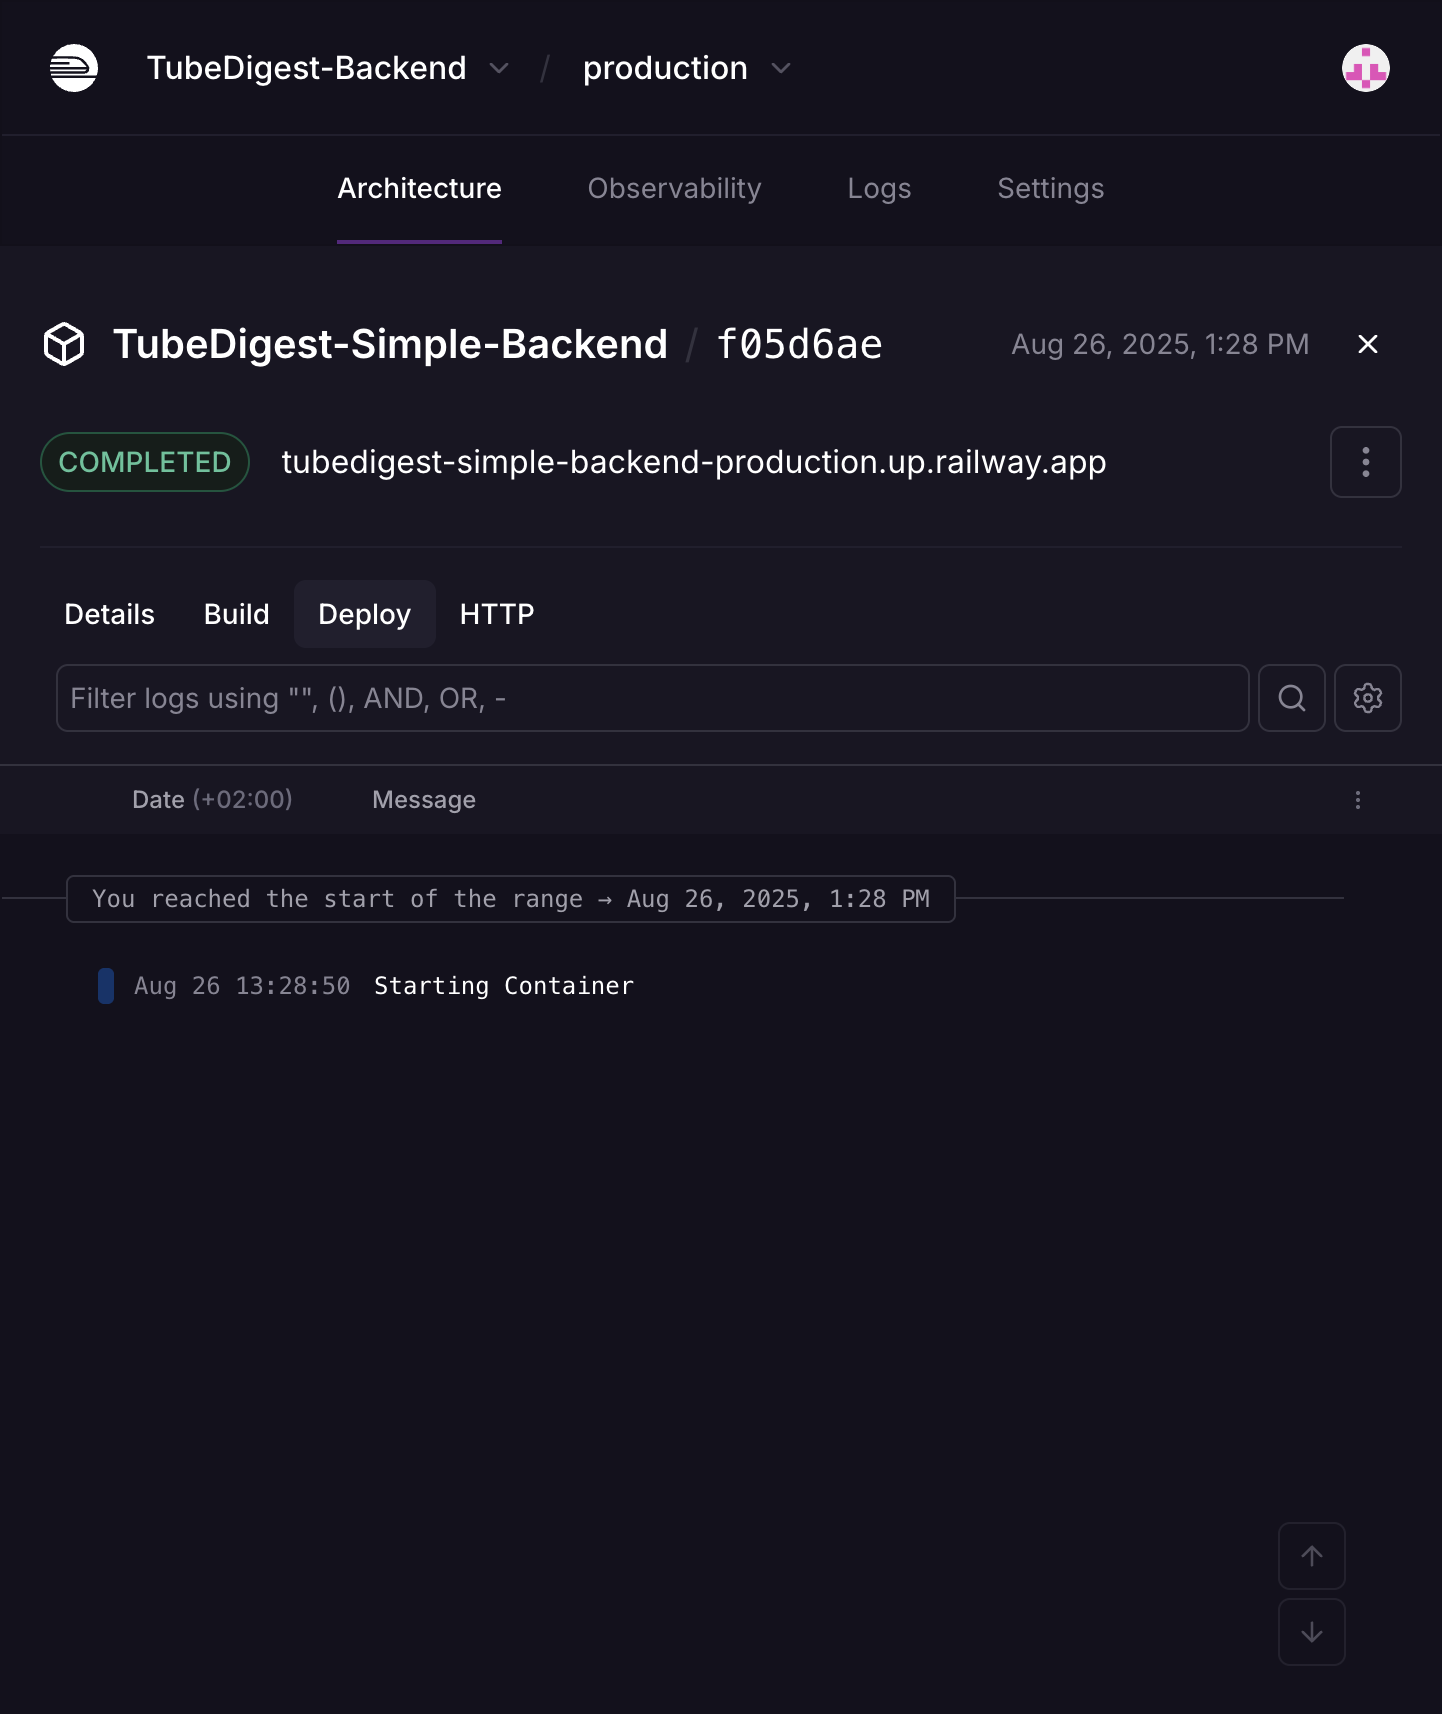 TubeDigest-Backend / production
Architecture Observability Logs Settings
TubeDigest-Simple-Backend / f05d6ae Aug 26, 2025, 1:28 PM
COMPLETED tubedigest-simple-backend-production.up.railway.app
Details Build Deploy HTTP
Filter logs using "", (), AND, OR, -
Date (+02:00) Message
You reached the start of the range → Aug 26, 2025, 1:28 PM
Aug 26 13:28:50 Starting Container